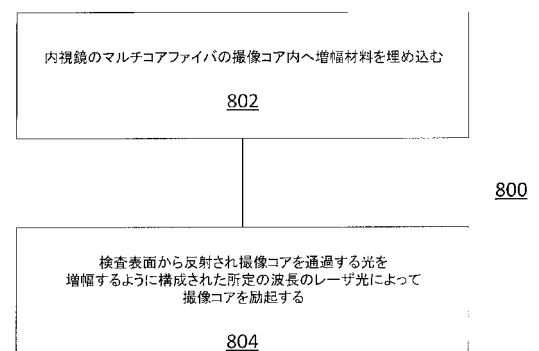 内視鏡のマルチコアファイバの撮像コア内へ増幅材料を埋め込む
802
800
検査表面から反射され撮像コアを通過する光を
増幅するように構成された所定の波長のレーザ光によって
撮像コアを励起する
804